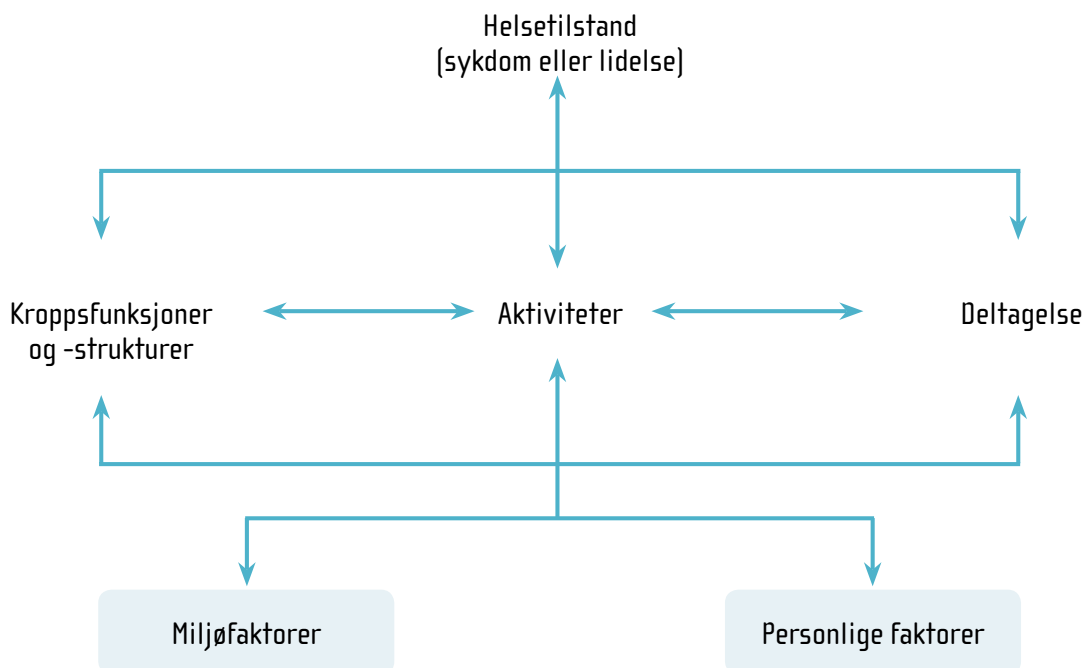 Helsetilstand
(sykdom eller lidelse)
Kroppsfunksjoner
og -strukturer
Aktiviteter
Deltagelse
Miljøfaktorer
Personlige faktorer